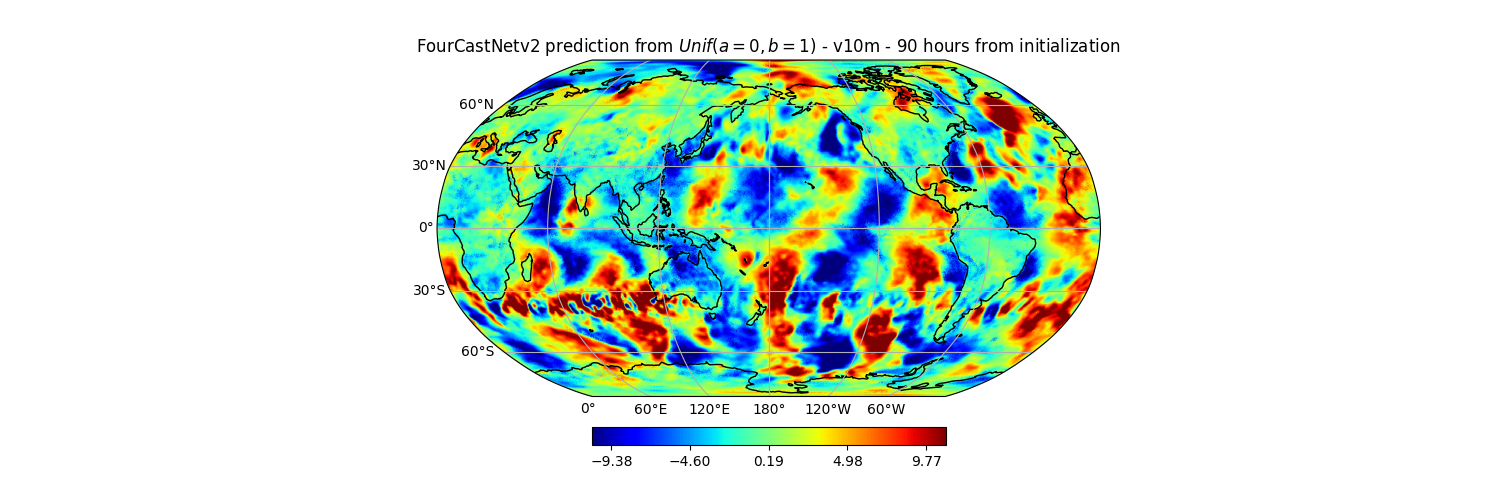 FourCastNetv2 prediction from Unif(a = 0, b = 1) - v10m - 90 hours from initialization
60°N
30°N
0°
30°S
60°S
0° 60°E 120°E 180° 120°W 60°W
−9.38 −4.60 0.19 4.98 9.77